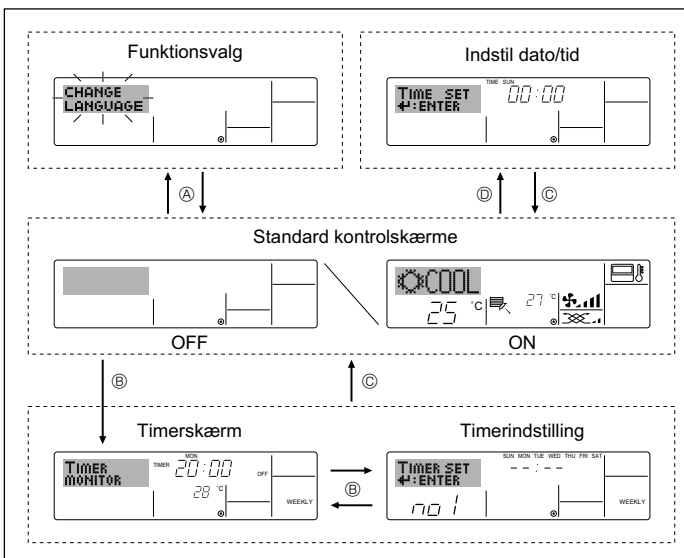 Funktionsvalg
CHANGE
LANGUAGE
Indstil dato/tid
TIME SUN
TIME SET 00:00
↵:ENTER
Ⓐ Ⓓ Ⓒ
Standard kontrolskærme
COOL
25 °C 27 °C
OFF ON
Ⓑ Ⓒ
Timerskærm
MON
TIMER MONITOR
TIMER 20:00 OFF
28 °C
WEEKLY
Ⓑ
Timerindstilling
SUN MON TUE WED THU FRI SAT
TIMER SET --:--
↵:ENTER
no 1 WEEKLY